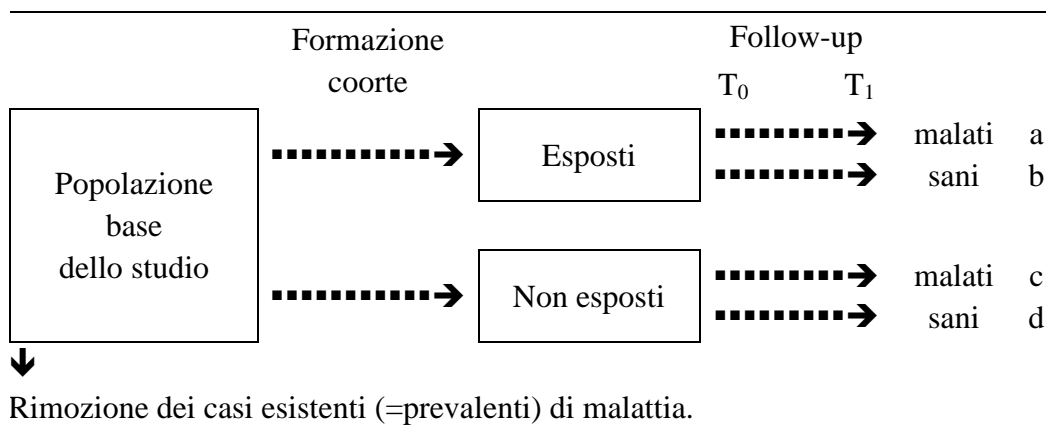 Formazione
coorte
Follow-up
T₀ T₁
Popolazione
base
dello studio
Esposti
malati a
sani b
Non esposti
malati c
sani d
Rimozione dei casi esistenti (=prevalenti) di malattia.